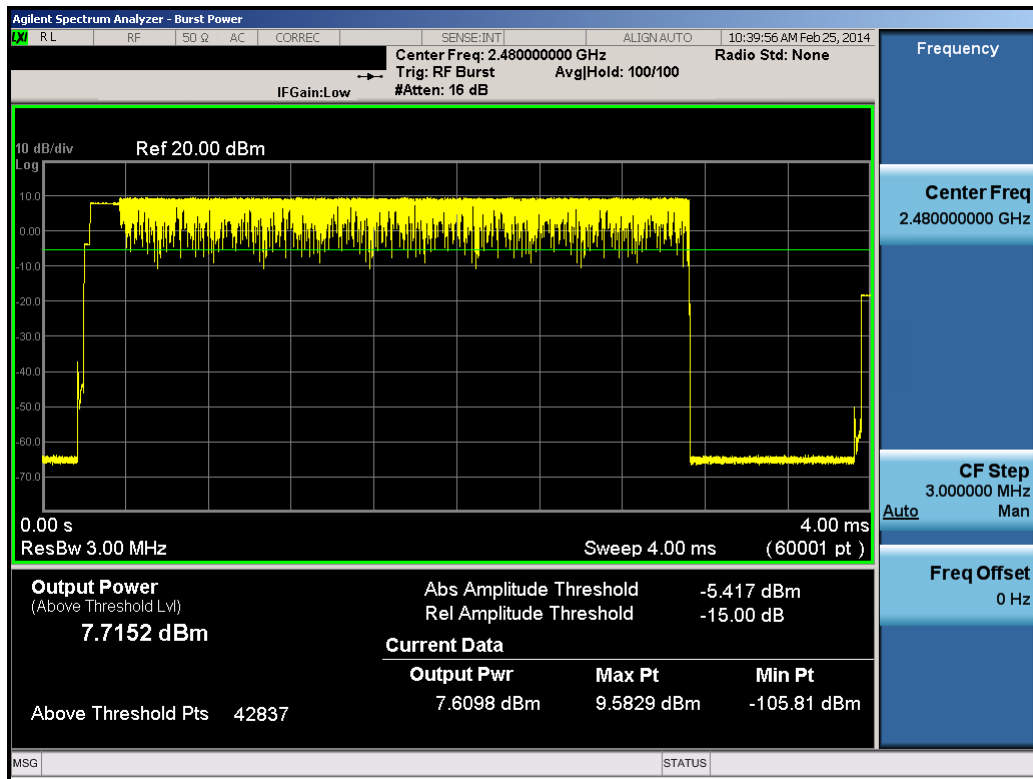 Agilent Spectrum Analyzer - Burst Power
LXI RL RF 50 Ω AC CORREC SENSE:INT ALIGN AUTO 10:39:56 AM Feb 25, 2014
Center Freq: 2.480000000 GHz Radio Std: None
Trig: RF Burst Avg|Hold: 100/100
IFGain:Low #Atten: 16 dB
10 dB/div Ref 20.00 dBm
Log
10.0
0.00
-10.0
-20.0
-30.0
-40.0
-50.0
-60.0
-70.0
0.00 s 4.00 ms
ResBw 3.00 MHz Sweep 4.00 ms (60001 pt)
Output Power
(Above Threshold Lvl)
7.7152 dBm
Above Threshold Pts 42837
Abs Amplitude Threshold -5.417 dBm
Rel Amplitude Threshold -15.00 dB
Current Data
Output Pwr Max Pt Min Pt
7.6098 dBm 9.5829 dBm -105.81 dBm
MSG STATUS
Frequency
Center Freq
2.480000000 GHz
CF Step
3.000000 MHz
Auto Man
Freq Offset
0 Hz